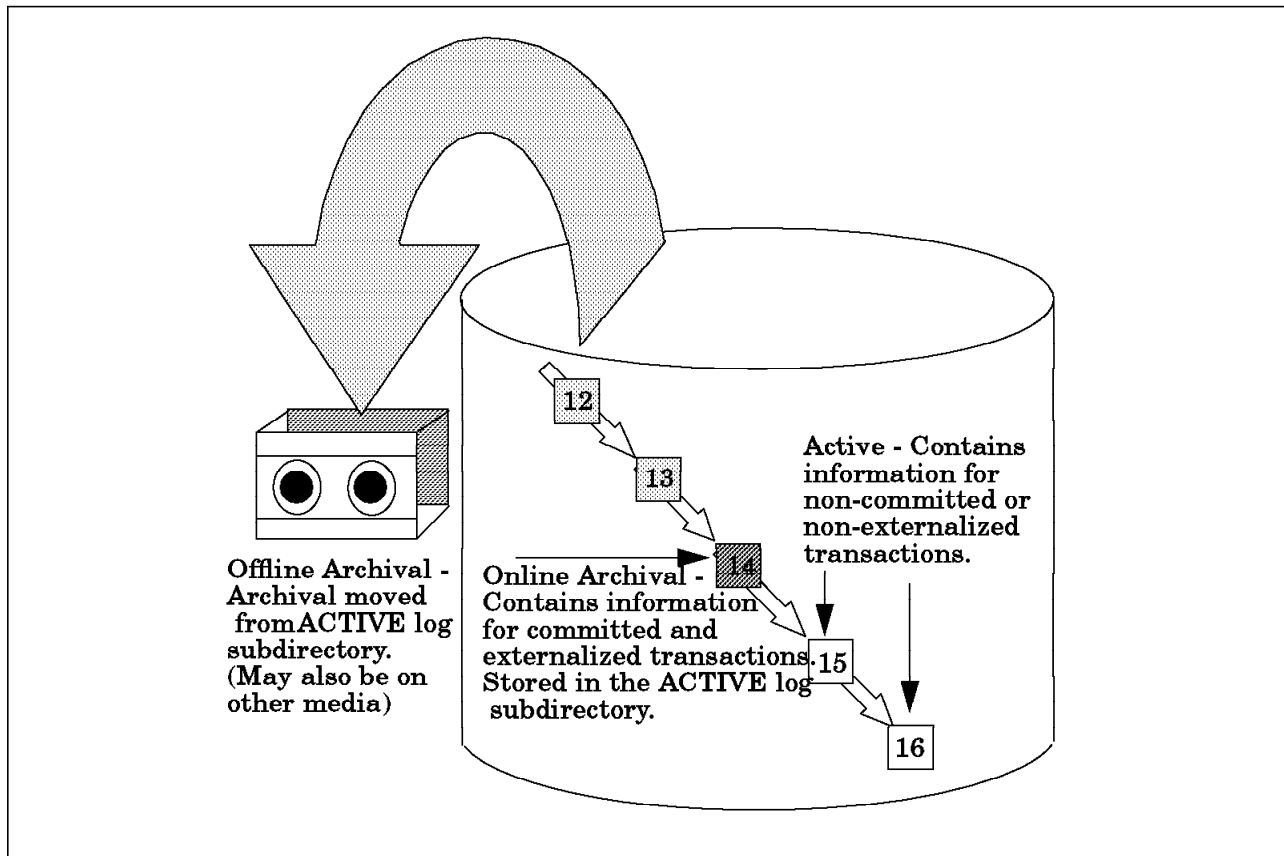 12
13
14
15
16
Active - Contains
information for
non-committed or
non-externalized
transactions.
Offline Archival -
Archival moved
fromACTIVE log
subdirectory.
(May also be on
other media)
Online Archival -
Contains information
for committed and
externalized transactions.
Stored in the ACTIVE log
subdirectory.